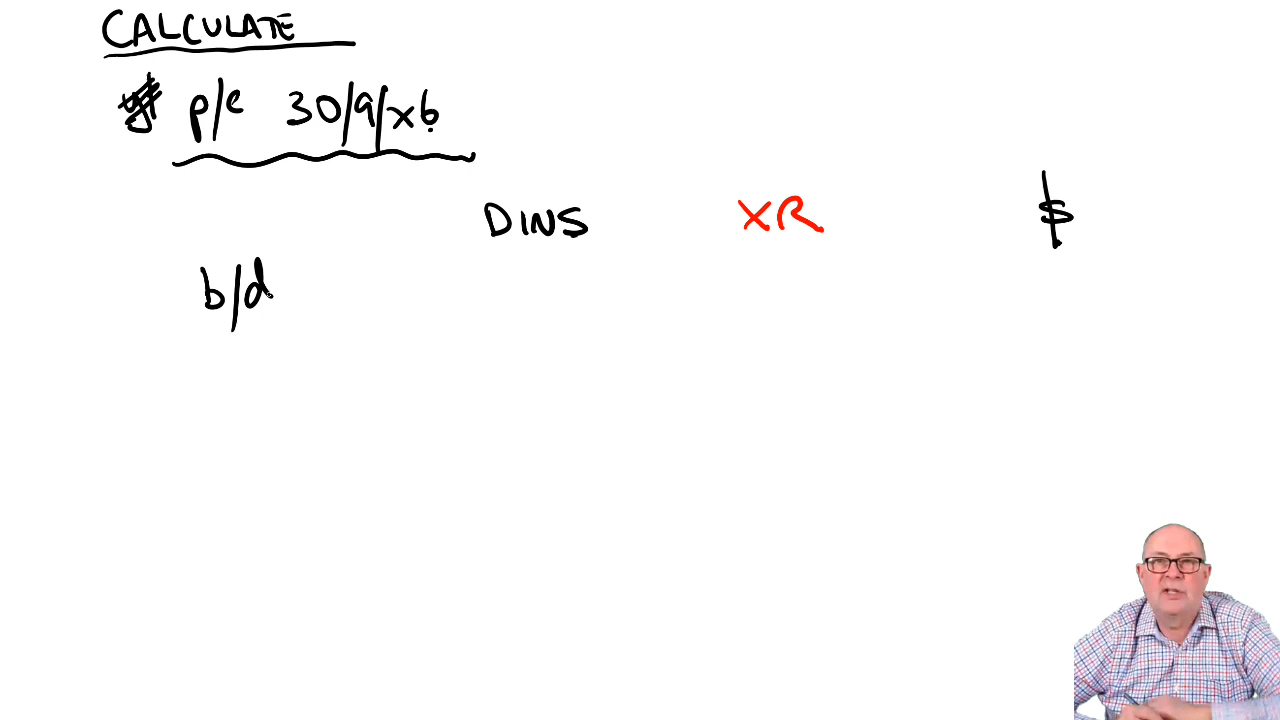 CALCULATE
p/e 30/9/x6
DINS XR $
b/d